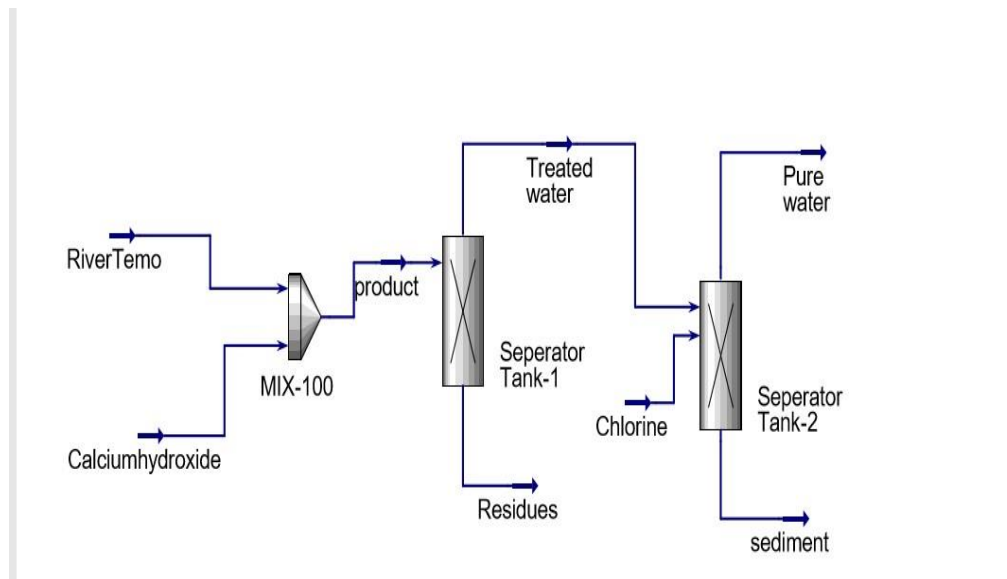 Treated
water
Pure
water
RiverTemo
product
MIX-100
Seperator
Tank-1
Chlorine
Seperator
Tank-2
Calciumhydroxide
Residues
sediment